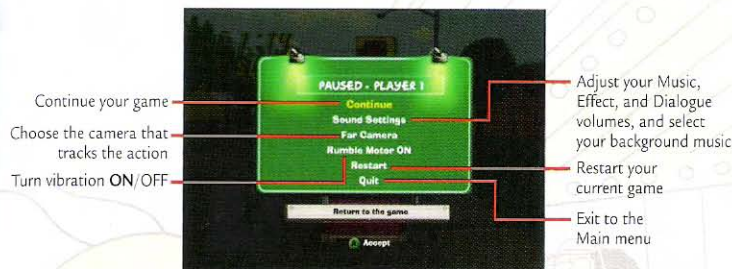 PAUSED - PLAYER 1
Continue
Sound Settings
Far Camera
Rumble Motor ON
Restart
Quit
Return to the game
A Accept
Continue your game
Choose the camera that
tracks the action
Turn vibration ON/OFF
Adjust your Music,
Effect, and Dialogue
volumes, and select
your background music
Restart your
current game
Exit to the
Main menu